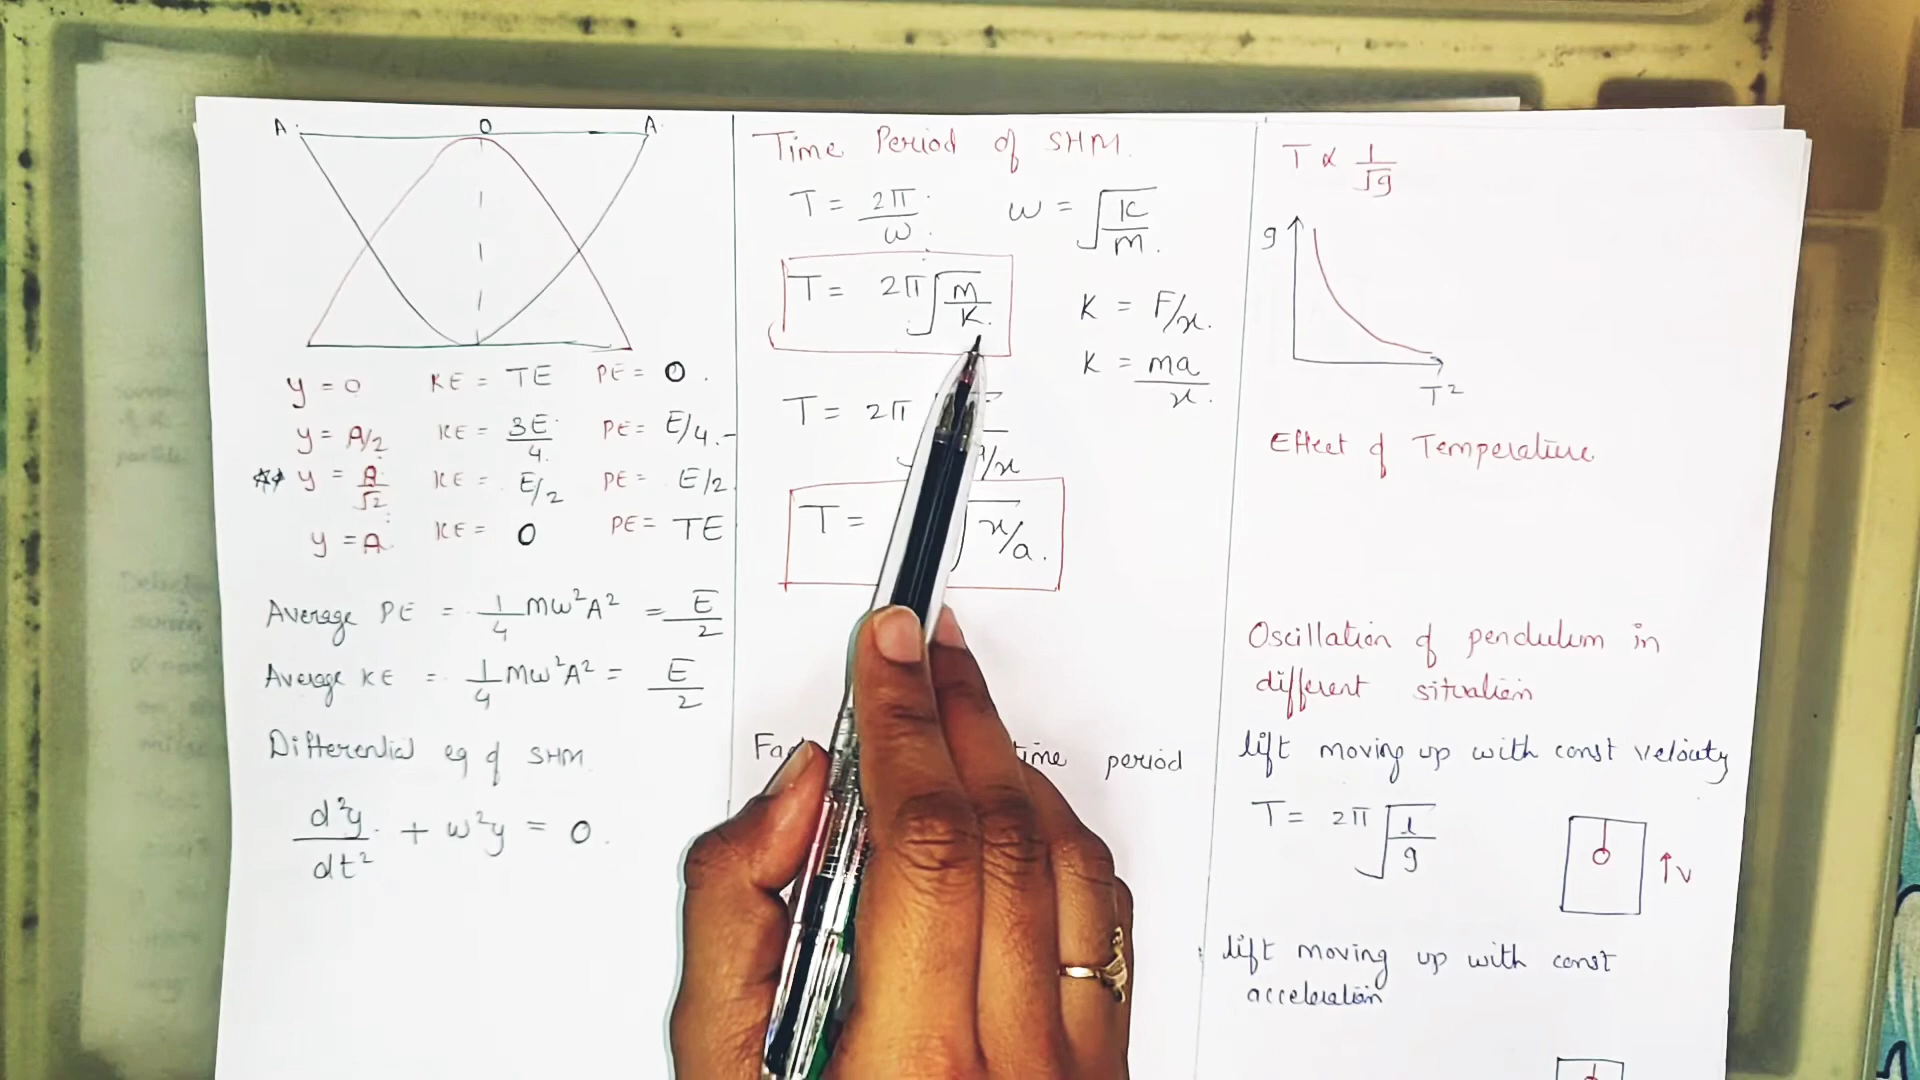 A. O A.
y = 0 KE = TE PE = 0.
y = A/2 KE = 3E/4. PE = E/4.
y = A/√2 KE = E/2 PE = E/2
y = A KE = 0 PE = TE
Average PE = 1/4 mω²A² = E/2
Average KE = 1/4 mω²A² = E/2
Differential eq of SHM
d²y/dt² + ω²y = 0.
Time Period of SHM.
T = 2π/ω. ω = √K/m.
T = 2π√m/K.
K = F/x.
K = ma/x.
T = 2π
/x
T = x/a.
time period
T ∝ 1/√g
g
T²
Effect of Temperature
Oscillation of pendulum in
different situation
lift moving up with const velocity
T = 2π√l/g
↑v
lift moving up with const
acceleration